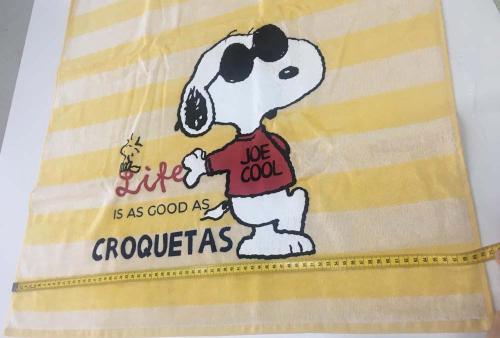 JOE
COOL
Life
IS AS GOOD AS
CROQUETAS